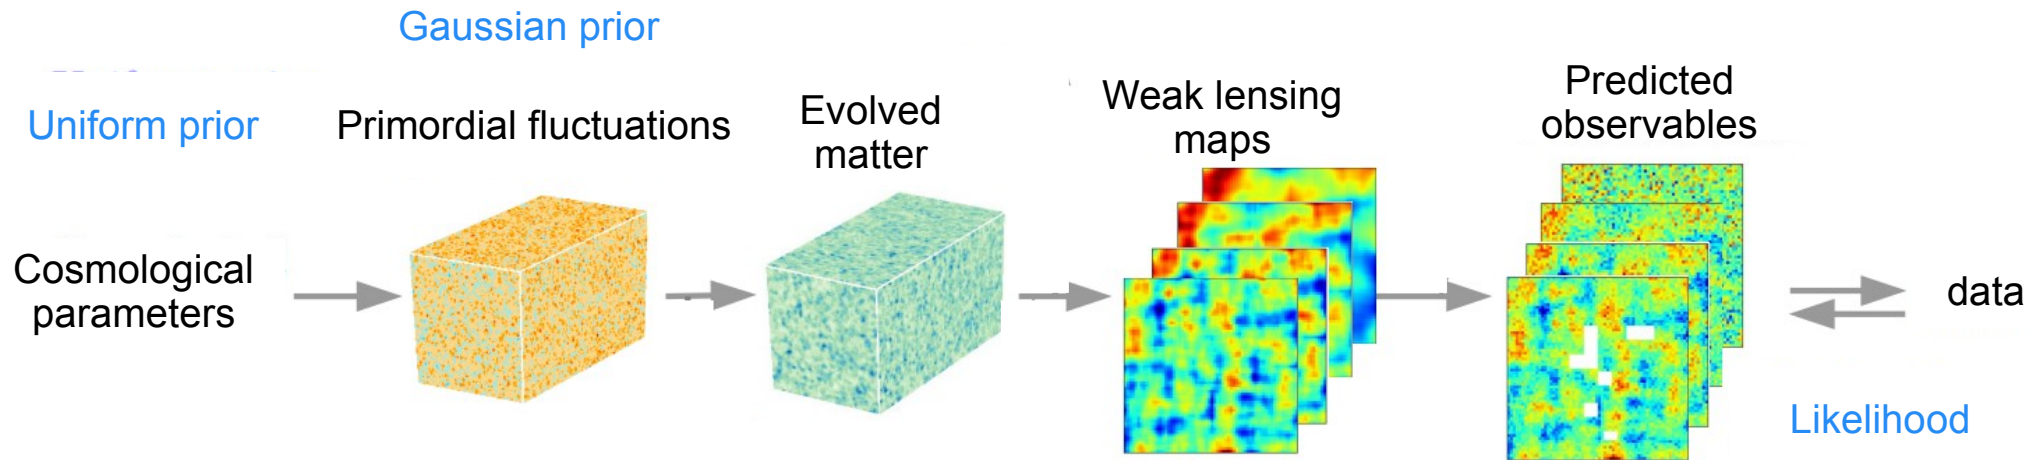 Gaussian prior
Uniform prior
Primordial fluctuations
Evolved
matter
Weak lensing
maps
Predicted
observables
Cosmological
parameters
data
Likelihood